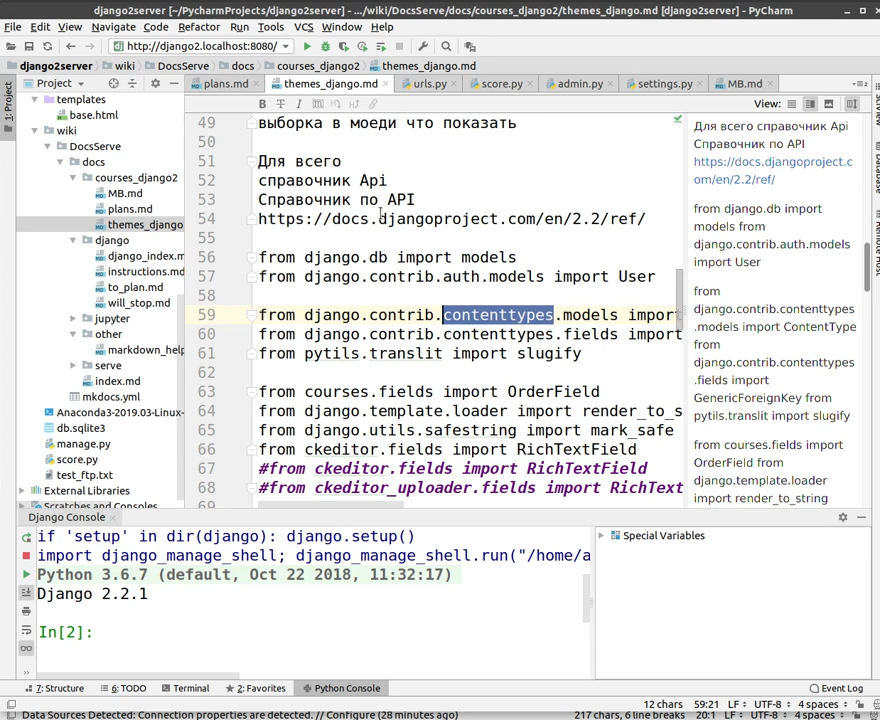 django2server [~/PycharmProjects/django2server] - .../wiki/DocsServe/docs/courses_django2/themes_django.md [django2server] - PyCharm
File Edit View Navigate Code Refactor Run Tools VCS Window Help
http://django2.localhost:8080/
django2server wiki DocsServe docs courses_django2 themes_django.md
1: Project
Project
plans.md themes_django.md urls.py score.py admin.py settings.py MB.md
View:
templates
base.html
wiki
DocsServe
docs
courses_django2
MB.md
plans.md
themes_django
django
django_index.m
instructions.md
to_plan.md
will_stop.md
jupyter
other
markdown_help
serve
index.md
mkdocs.yml
Anaconda3-2019.03-Linux-
db.sqlite3
manage.py
score.py
test_ftp.txt
External Libraries
Scratches and Consoles
49 выборка в моеди что показать
50
51 Для всего
52 справочник Api
53 Справочник по API
54 https://docs.djangoproject.com/en/2.2/ref/
55
56 from django.db import models
57 from django.contrib.auth.models import User
58
59 from django.contrib.contenttypes.models import
60 from django.contrib.contenttypes.fields import
61 from pytils.translit import slugify
62
63 from courses.fields import OrderField
64 from django.template.loader import render_to_s
65 from django.utils.safestring import mark_safe
66 from ckeditor.fields import RichTextField
67 #from ckeditor.fields import RichTextField
68 #from ckeditor_uploader.fields import RichText
69
Для всего справочник Api
Справочник по API
https://docs.djangoproject.c
om/en/2.2/ref/
from django.db import
models from
django.contrib.auth.models
import User
from
django.contrib.contenttypes
.models import ContentType
from
django.contrib.contenttypes
.fields import
GenericForeignKey from
pytils.translit import slugify
from courses.fields import
OrderField from
django.template.loader
import render_to_string
SciView
Database
Remote Host
Django Console
if 'setup' in dir(django): django.setup()
import django_manage_shell; django_manage_shell.run("/home/a
Python 3.6.7 (default, Oct 22 2018, 11:32:17)
Django 2.2.1
In[2]:
Special Variables
7: Structure 6: TODO Terminal 2: Favorites Python Console Event Log
12 chars 59:21 LF UTF-8 4 spaces
Data Sources Detected: Connection properties are detected. // Configure (28 minutes ago) 217 chars, 6 line breaks 20:1 LF UTF-8 4 spaces